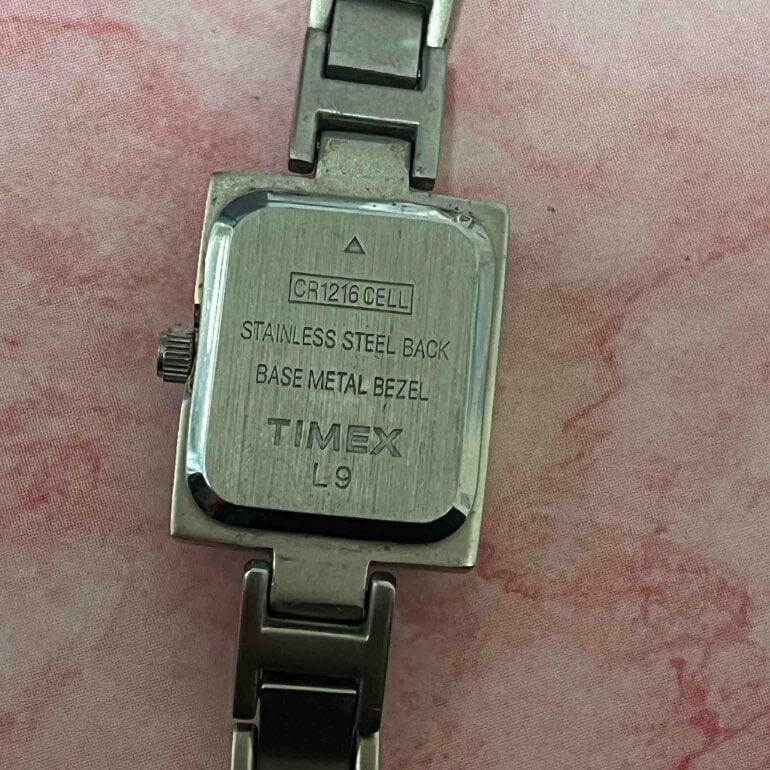 CR1216 CELL
STAINLESS STEEL BACK
BASE METAL BEZEL
TIMEX
L9